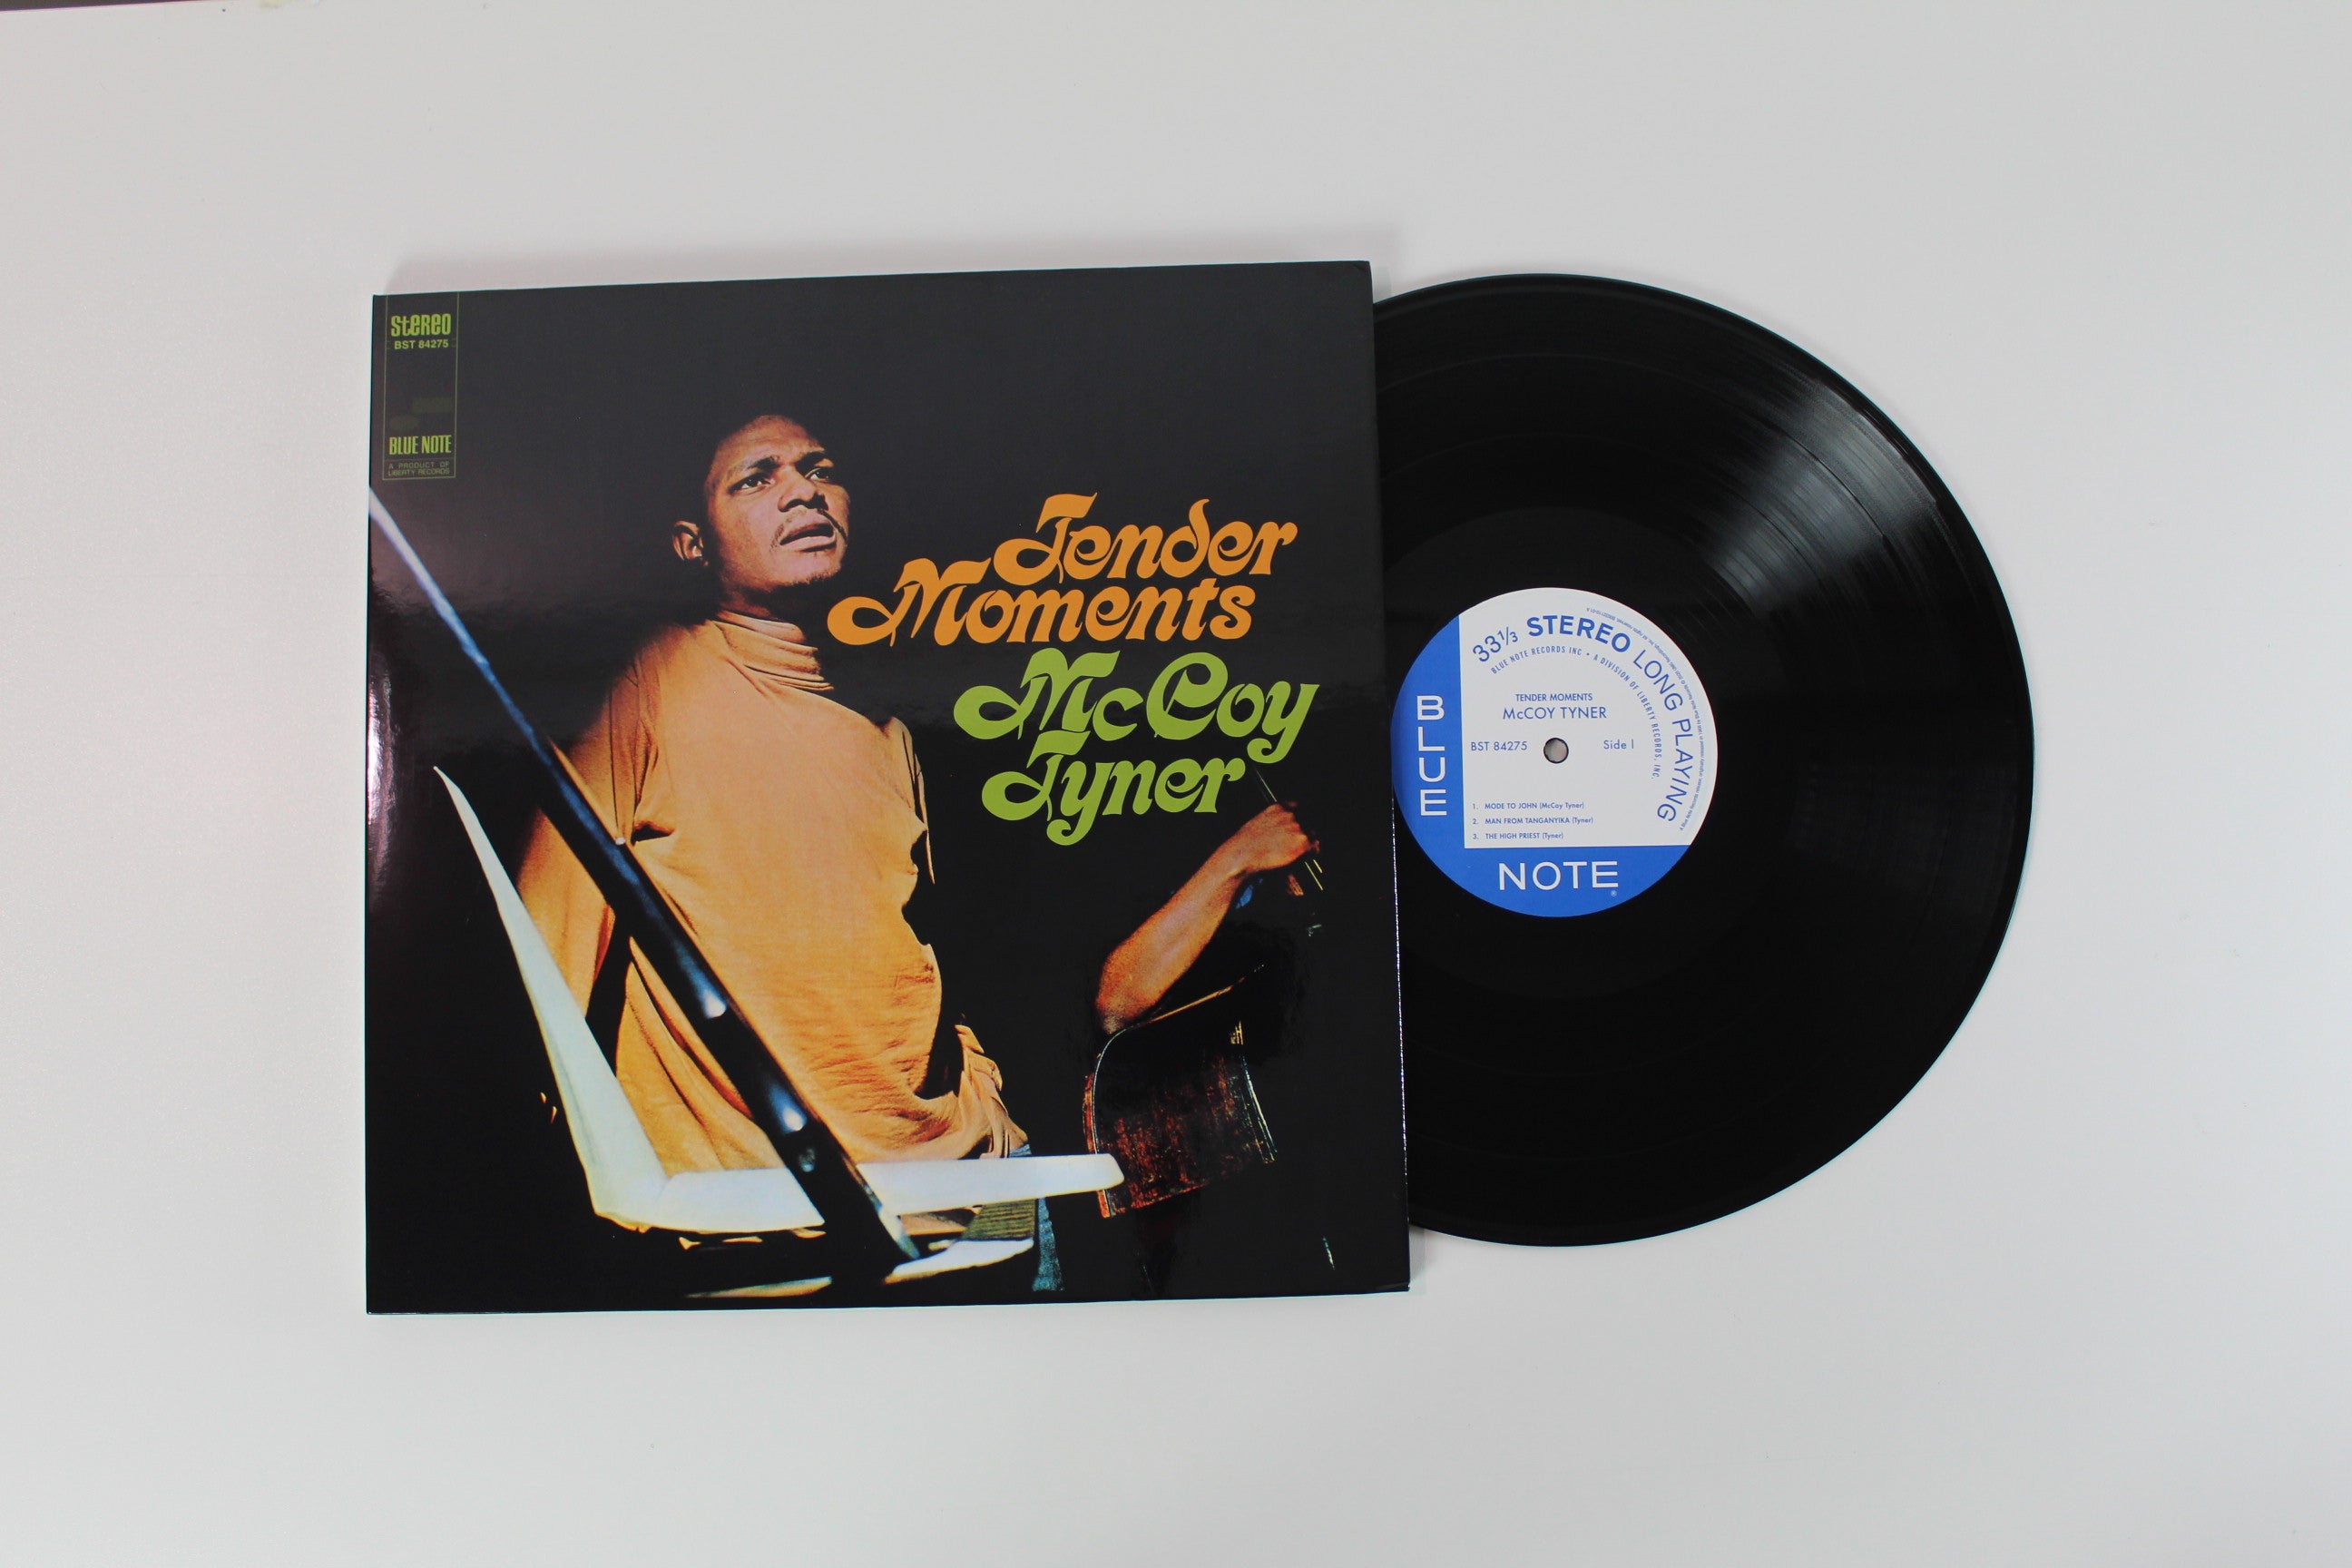 Stereo
BST 84275
BLUE NOTE
A PRODUCT OF
LIBERTY RECORDS
Tender
Moments
McCoy
Tyner
33 1/3 STEREO LONG PLAYING
BLUE NOTE RECORDS INC • A DIVISION OF LIBERTY RECORDS, INC.
TENDER MOMENTS
McCOY TYNER
BST 84275
Side I
1. MODE TO JOHN (McCoy Tyner)
2. MAN FROM TANGANYIKA (Tyner)
3. THE HIGH PRIEST (Tyner)
BLUE
NOTE
®